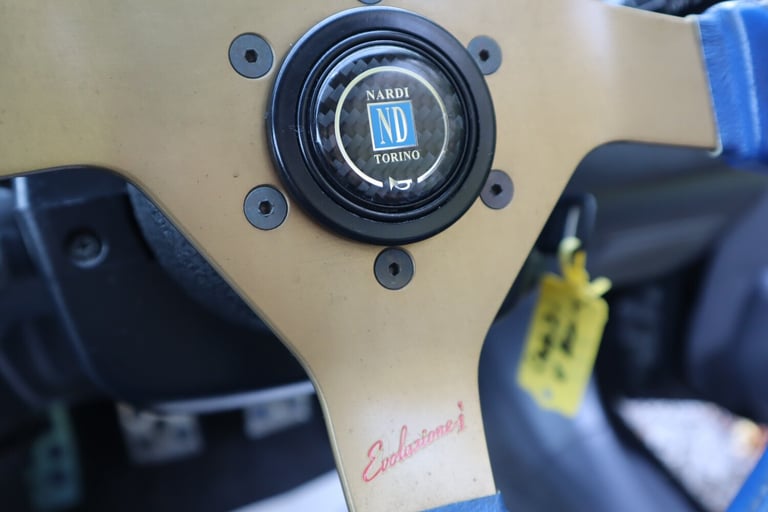 NARDI
ND
TORINO
Evoluzione-i